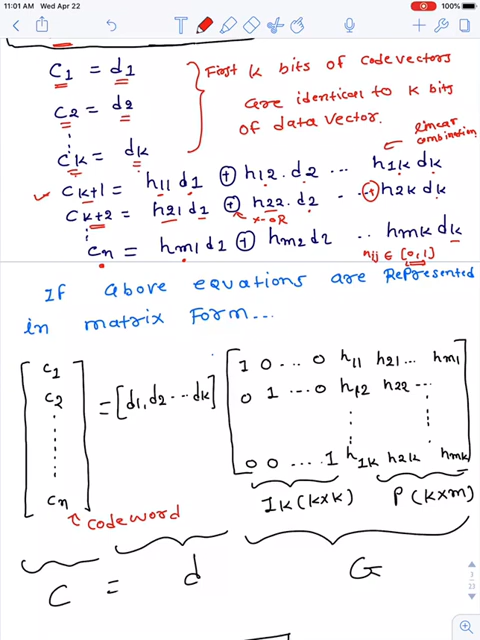 11:01 AM Wed Apr 22
100%
C1 = d1
First k bits of codevectors
C2 = d2
are identical to k bits
of data vector.
Ck = dk
linear combination
Ck+1 = h11 d1 ⊕ h12. d2 ... h1k dk
Ck+2 = h21 d1 ⊕ h22. d2 ... ⊕ h2k dk
x-OR
Cn = hm1 d1 ⊕ hm2 d2 .. hmk dk
hij ∈ [0,1]
If above equations are Represented
in matrix Form...
C1
C2
Cn
= [d1, d2 ... dk]
1 0 ... 0 h11 h21 ... hm1
0 1 ... 0 h12 h22 ...
0 0 .... 1 h1k h2k hmk
Ik (k×k) P (k×m)
codeword
C = d G
3
23